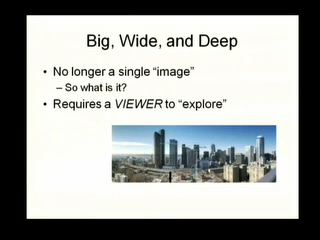 Big, Wide, and Deep
• No longer a single “image”
– So what is it?
• Requires a VIEWER to “explore”